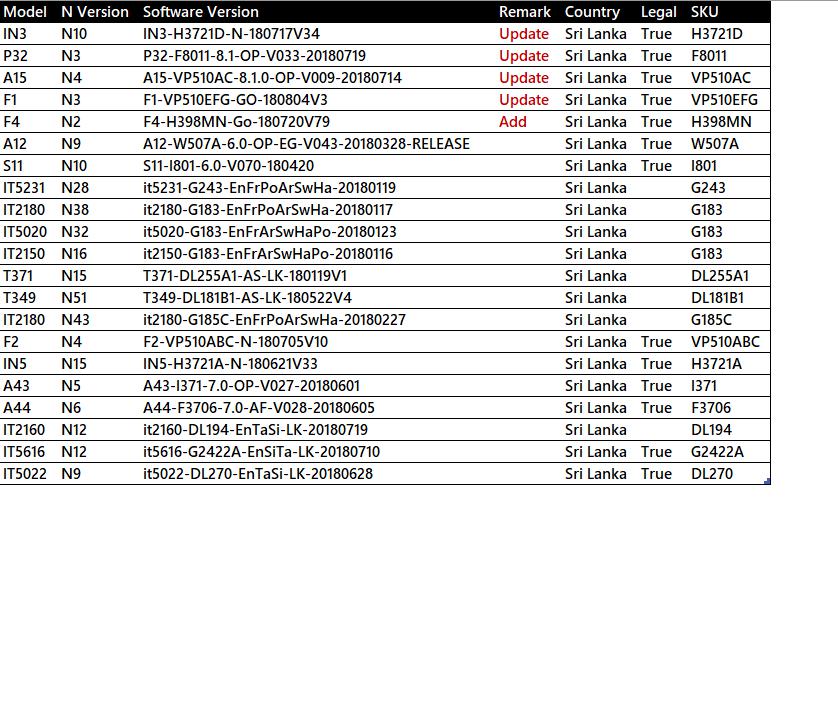 Model N Version Software Version Remark Country Legal SKU
IN3 N10 IN3-H3721D-N-180717V34 Update Sri Lanka True H3721D
P32 N3 P32-F8011-8.1-OP-V033-20180719 Update Sri Lanka True F8011
A15 N4 A15-VP510AC-8.1.0-OP-V009-20180714 Update Sri Lanka True VP510AC
F1 N3 F1-VP510EFG-GO-180804V3 Update Sri Lanka True VP510EFG
F4 N2 F4-H398MN-Go-180720V79 Add Sri Lanka True H398MN
A12 N9 A12-W507A-6.0-OP-EG-V043-20180328-RELEASE Sri Lanka True W507A
S11 N10 S11-I801-6.0-V070-180420 Sri Lanka True I801
IT5231 N28 it5231-G243-EnFrPoArSwHa-20180119 Sri Lanka G243
IT2180 N38 it2180-G183-EnFrPoArSwHa-20180117 Sri Lanka G183
IT5020 N32 it5020-G183-EnFrArSwHaPo-20180123 Sri Lanka G183
IT2150 N16 it2150-G183-EnFrArSwHaPo-20180116 Sri Lanka G183
T371 N15 T371-DL255A1-AS-LK-180119V1 Sri Lanka DL255A1
T349 N51 T349-DL181B1-AS-LK-180522V4 Sri Lanka DL181B1
IT2180 N43 it2180-G185C-EnFrPoArSwHa-20180227 Sri Lanka G185C
F2 N4 F2-VP510ABC-N-180705V10 Sri Lanka True VP510ABC
IN5 N15 IN5-H3721A-N-180621V33 Sri Lanka True H3721A
A43 N5 A43-I371-7.0-OP-V027-20180601 Sri Lanka True I371
A44 N6 A44-F3706-7.0-AF-V028-20180605 Sri Lanka True F3706
IT2160 N12 it2160-DL194-EnTaSi-LK-20180719 Sri Lanka DL194
IT5616 N12 it5616-G2422A-EnSiTa-LK-20180710 Sri Lanka True G2422A
IT5022 N9 it5022-DL270-EnTaSi-LK-20180628 Sri Lanka True DL270